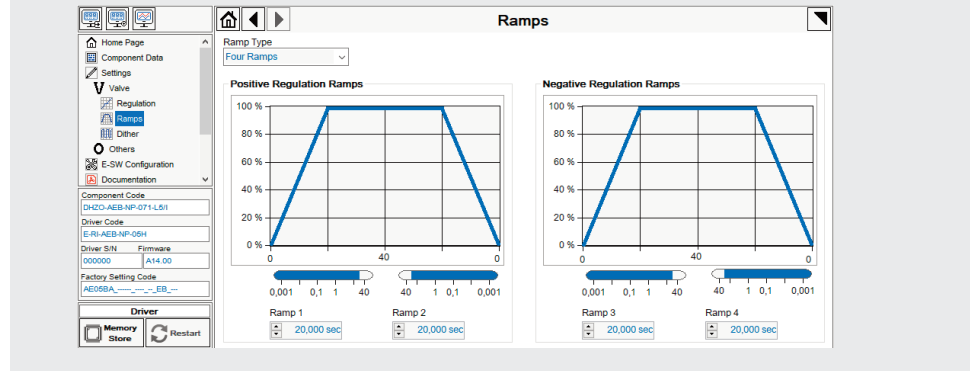 Ramps
Home Page
Component Data
Settings
Valve
Regulation
Ramps
Dither
Others
E-SW Configuration
Documentation
Component Code
DHZO-AEB-NP-071-L5/I
Driver Code
E-RI-AEB-NP-05H
Driver S/N Firmware
000000 A14.00
Factory Setting Code
AE05BA_-----_---_-_EB_---
Driver
Memory Store
Restart
Ramp Type
Four Ramps
Positive Regulation Ramps
100 %
80 %
60 %
40 %
20 %
0 %
0 40 0
0,001 0,1 1 40 40 1 0,1 0,001
Ramp 1 Ramp 2
20,000 sec 20,000 sec
Negative Regulation Ramps
100 %
80 %
60 %
40 %
20 %
0 %
0 40 0
0,001 0,1 1 40 40 1 0,1 0,001
Ramp 3 Ramp 4
20,000 sec 20,000 sec